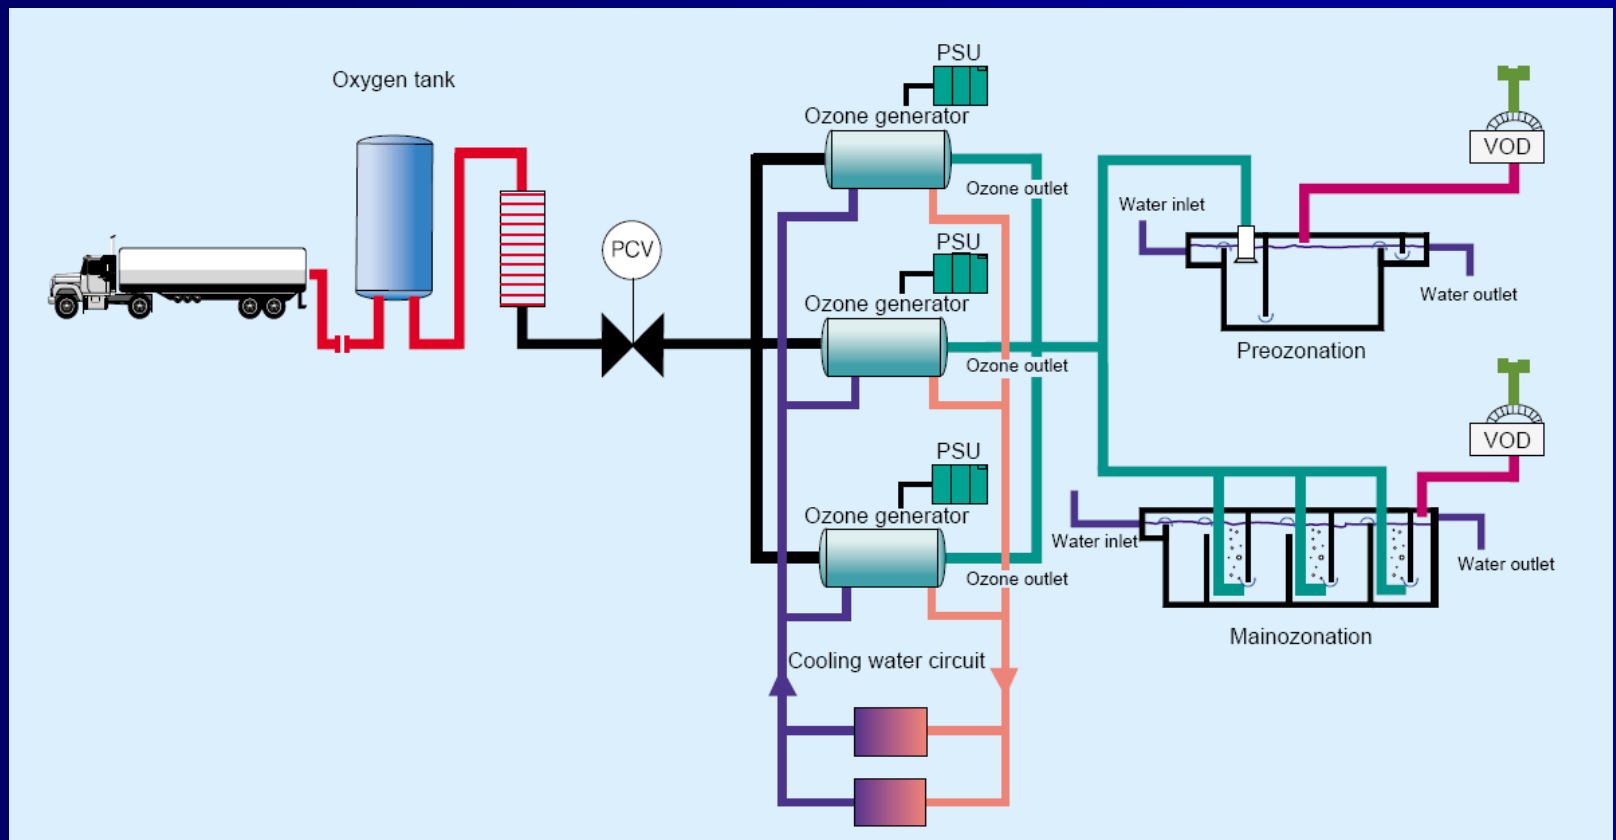 Oxygen tank
PCV
PSU
Ozone generator
Ozone outlet
PSU
Ozone generator
Ozone outlet
PSU
Ozone generator
Ozone outlet
Cooling water circuit
VOD
Water inlet
Water outlet
Preozonation
VOD
Water inlet
Water outlet
Mainozonation